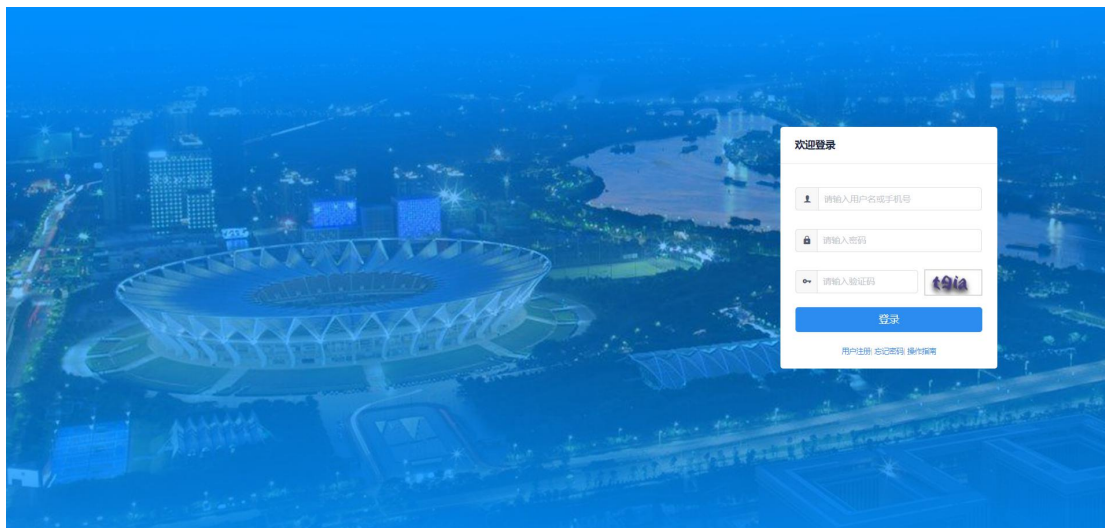 欢迎登录
请输入用户名或手机号
请输入密码
请输入验证码 t9ia
登录
用户注册| 忘记密码| 操作指南